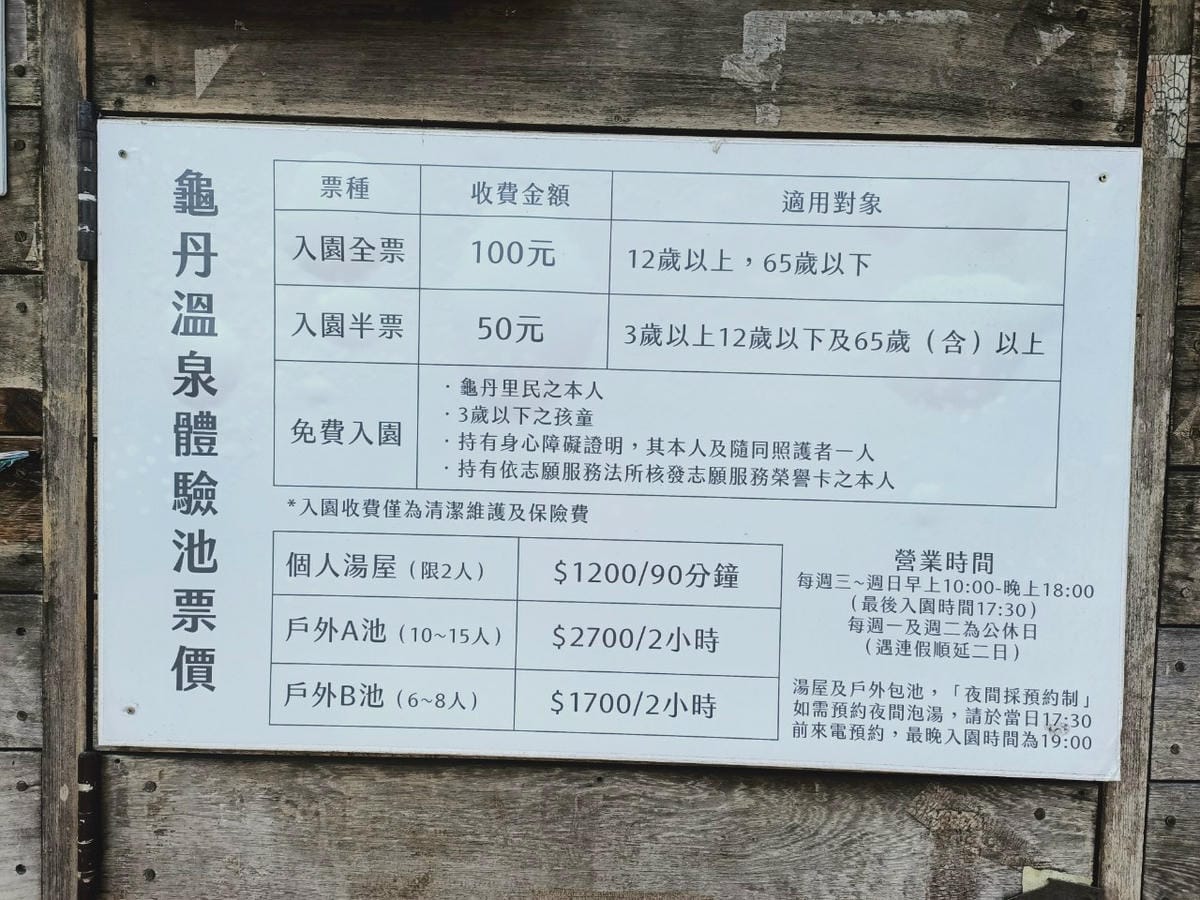 龜丹溫泉體驗池票價
票種 收費金額 適用對象
入園全票 100元 12歲以上，65歲以下
入園半票 50元 3歲以上12歲以下及65歲（含）以上
免費入園
·龜丹里民之本人
·3歲以下之孩童
·持有身心障礙證明，其本人及隨同照護者一人
·持有依志願服務法所核發志願服務榮譽卡之本人
*入園收費僅為清潔維護及保險費
個人湯屋（限2人） $1200/90分鐘
戶外A池（10~15人） $2700/2小時
戶外B池（6~8人） $1700/2小時
營業時間
每週三~週日早上10:00-晚上18:00
（最後入園時間17:30）
每週一及週二為公休日
（遇連假順延二日）
湯屋及戶外包池，「夜間採預約制」
如需預約夜間泡湯，請於當日17:30
前來電預約，最晚入園時間為19:00